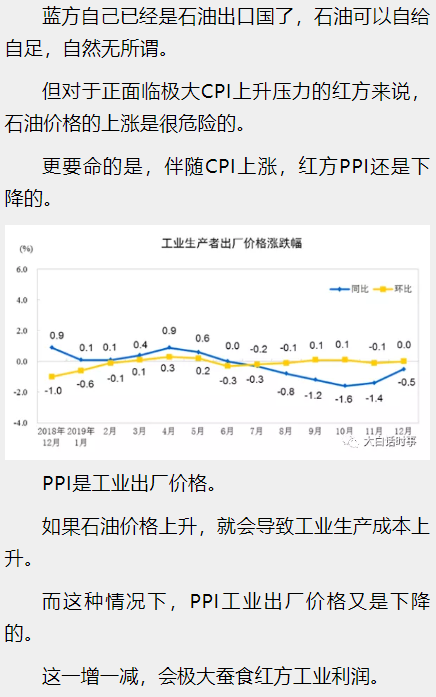 蓝方自己已经是石油出口国了，石油可以自给
自足，自然无所谓。
但对于正面临极大CPI上升压力的红方来说，
石油价格的上涨是很危险的。
更要命的是，伴随CPI上涨，红方PPI还是下
降的。
工业生产者出厂价格涨跌幅
(%)
同比 环比
6.0
4.0
2.0
0.0
-2.0
-4.0
0.9 0.1 0.1 0.4 0.9 0.6 0.0 -0.2 -0.1 0.1 0.1 -0.1 0.0
-1.0 -0.6 -0.1 0.1 0.3 0.2 -0.3 -0.3 -0.8 -1.2 -1.6 -1.4 -0.5
2018年 2019年 2月 3月 4月 5月 6月 7月 8月 9月 10月 11月 12月
12月 1月
大白话时事
PPI是工业出厂价格。
如果石油价格上升，就会导致工业生产成本上
升。
而这种情况下，PPI工业出厂价格又是下降
的。
这一增一减，会极大蚕食红方工业利润。